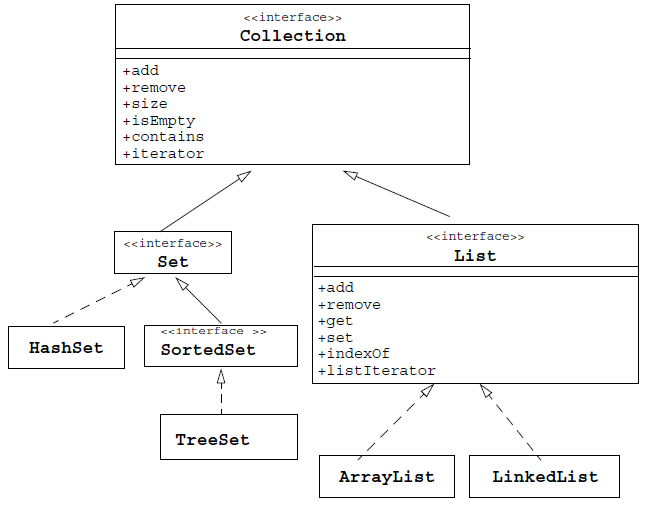 <<interface>>
Collection
+add
+remove
+size
+isEmpty
+contains
+iterator
<<interface>>
Set
<<interface>>
List
+add
+remove
+get
+set
+indexOf
+listIterator
HashSet
<<interface >>
SortedSet
TreeSet
ArrayList
LinkedList